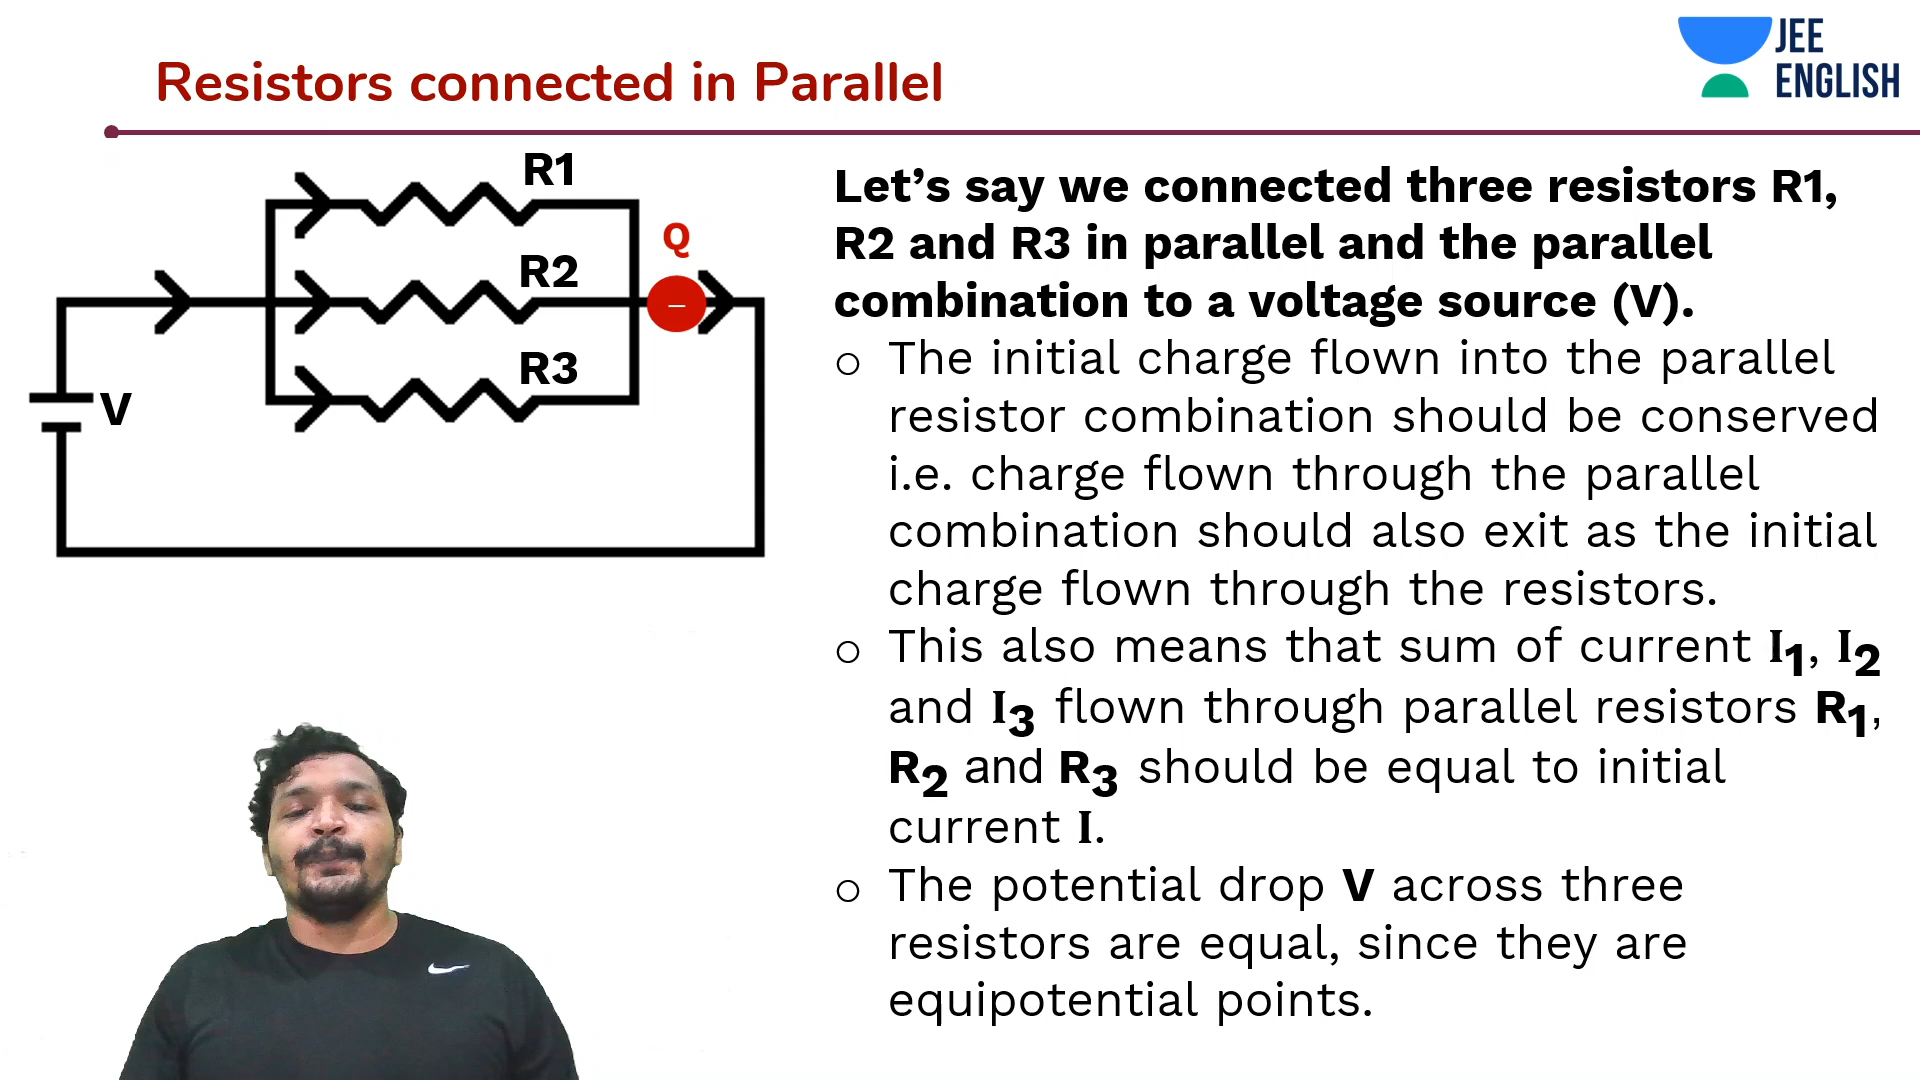 JEE
ENGLISH
Resistors connected in Parallel
R1
Q
R2
–
R3
V
Let’s say we connected three resistors R1,
R2 and R3 in parallel and the parallel
combination to a voltage source (V).
○ The initial charge flown into the parallel
resistor combination should be conserved
i.e. charge flown through the parallel
combination should also exit as the initial
charge flown through the resistors.
○ This also means that sum of current I₁, I₂
and I₃ flown through parallel resistors R₁,
R₂ and R₃ should be equal to initial
current I.
○ The potential drop V across three
resistors are equal, since they are
equipotential points.